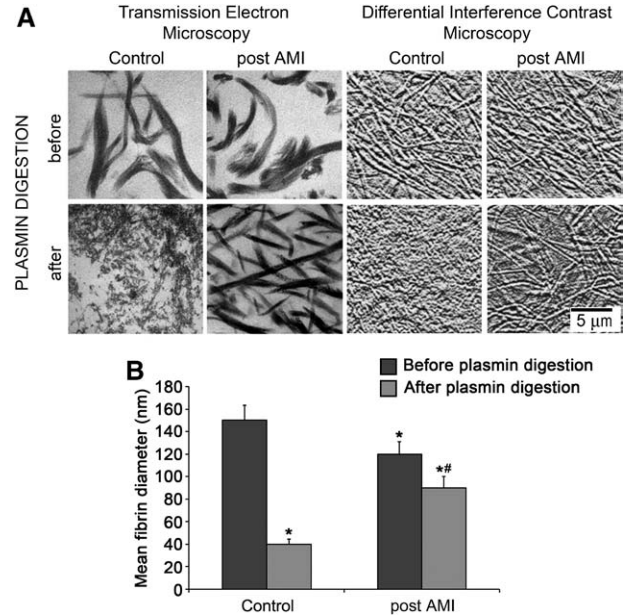 A
Transmission Electron Microscopy
Differential Interference Contrast Microscopy
Control
post AMI
Control
post AMI
PLASMIN DIGESTION
before
after
5 μm
B
Before plasmin digestion
After plasmin digestion
Mean fibrin diameter (nm)
180
160
140
120
100
80
60
40
20
0
*
*
*#
Control
post AMI